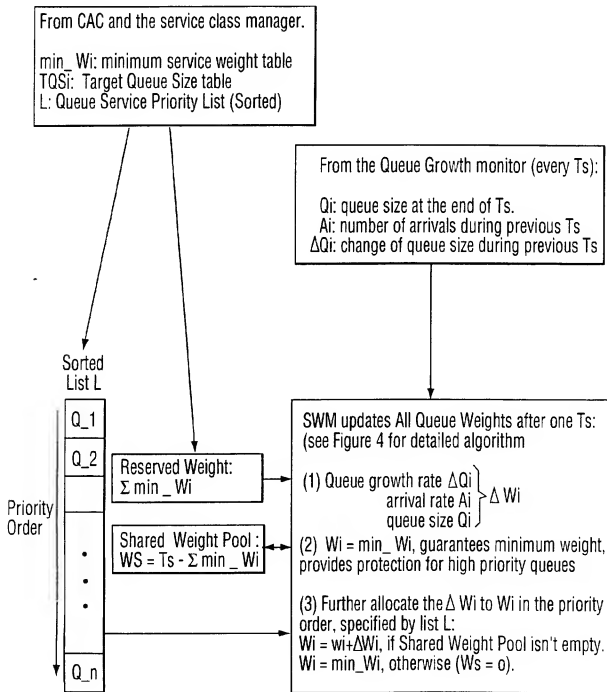 From CAC and the service class manager.
min_ Wi: minimum service weight table
TQSi: Target Queue Size table
L: Queue Service Priority List (Sorted)
From the Queue Growth monitor (every Ts):
Qi: queue size at the end of Ts.
Ai: number of arrivals during previous Ts
ΔQi: change of queue size during previous Ts
Sorted
List L
Q_1
Q_2
Priority
Order
Q_n
Reserved Weight:
Σ min_ Wi
Shared Weight Pool :
WS = Ts - Σ min_ Wi
SWM updates All Queue Weights after one Ts:
(see Figure 4 for detailed algorithm
(1) Queue growth rate ΔQi
arrival rate Ai
queue size Qi
Δ Wi
(2) Wi = min_ Wi, guarantees minimum weight,
provides protection for high priority queues
(3) Further allocate the Δ Wi to Wi in the priority
order, specified by list L:
Wi = wi+ΔWi, if Shared Weight Pool isn't empty.
Wi = min_Wi, otherwise (Ws = o).